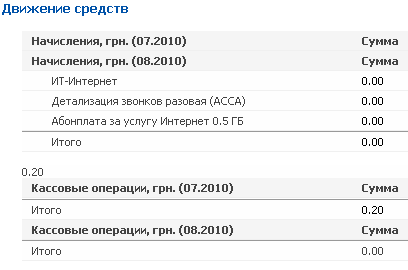 Движение средств
Начисления, грн. (07.2010) Сумма
Начисления, грн. (08.2010) Сумма
ИТ-Интернет 0.00
Детализация звонков разовая (АССА) 0.00
Абонплата за услугу Интернет 0.5 ГБ 0.00
Итого 0.00
0.20
Кассовые операции, грн. (07.2010) Сумма
Итого 0.20
Кассовые операции, грн. (08.2010) Сумма
Итого 0.00